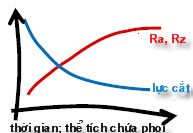 Ra, Rz
lực cắt
thời gian; thể tích chứa phoi